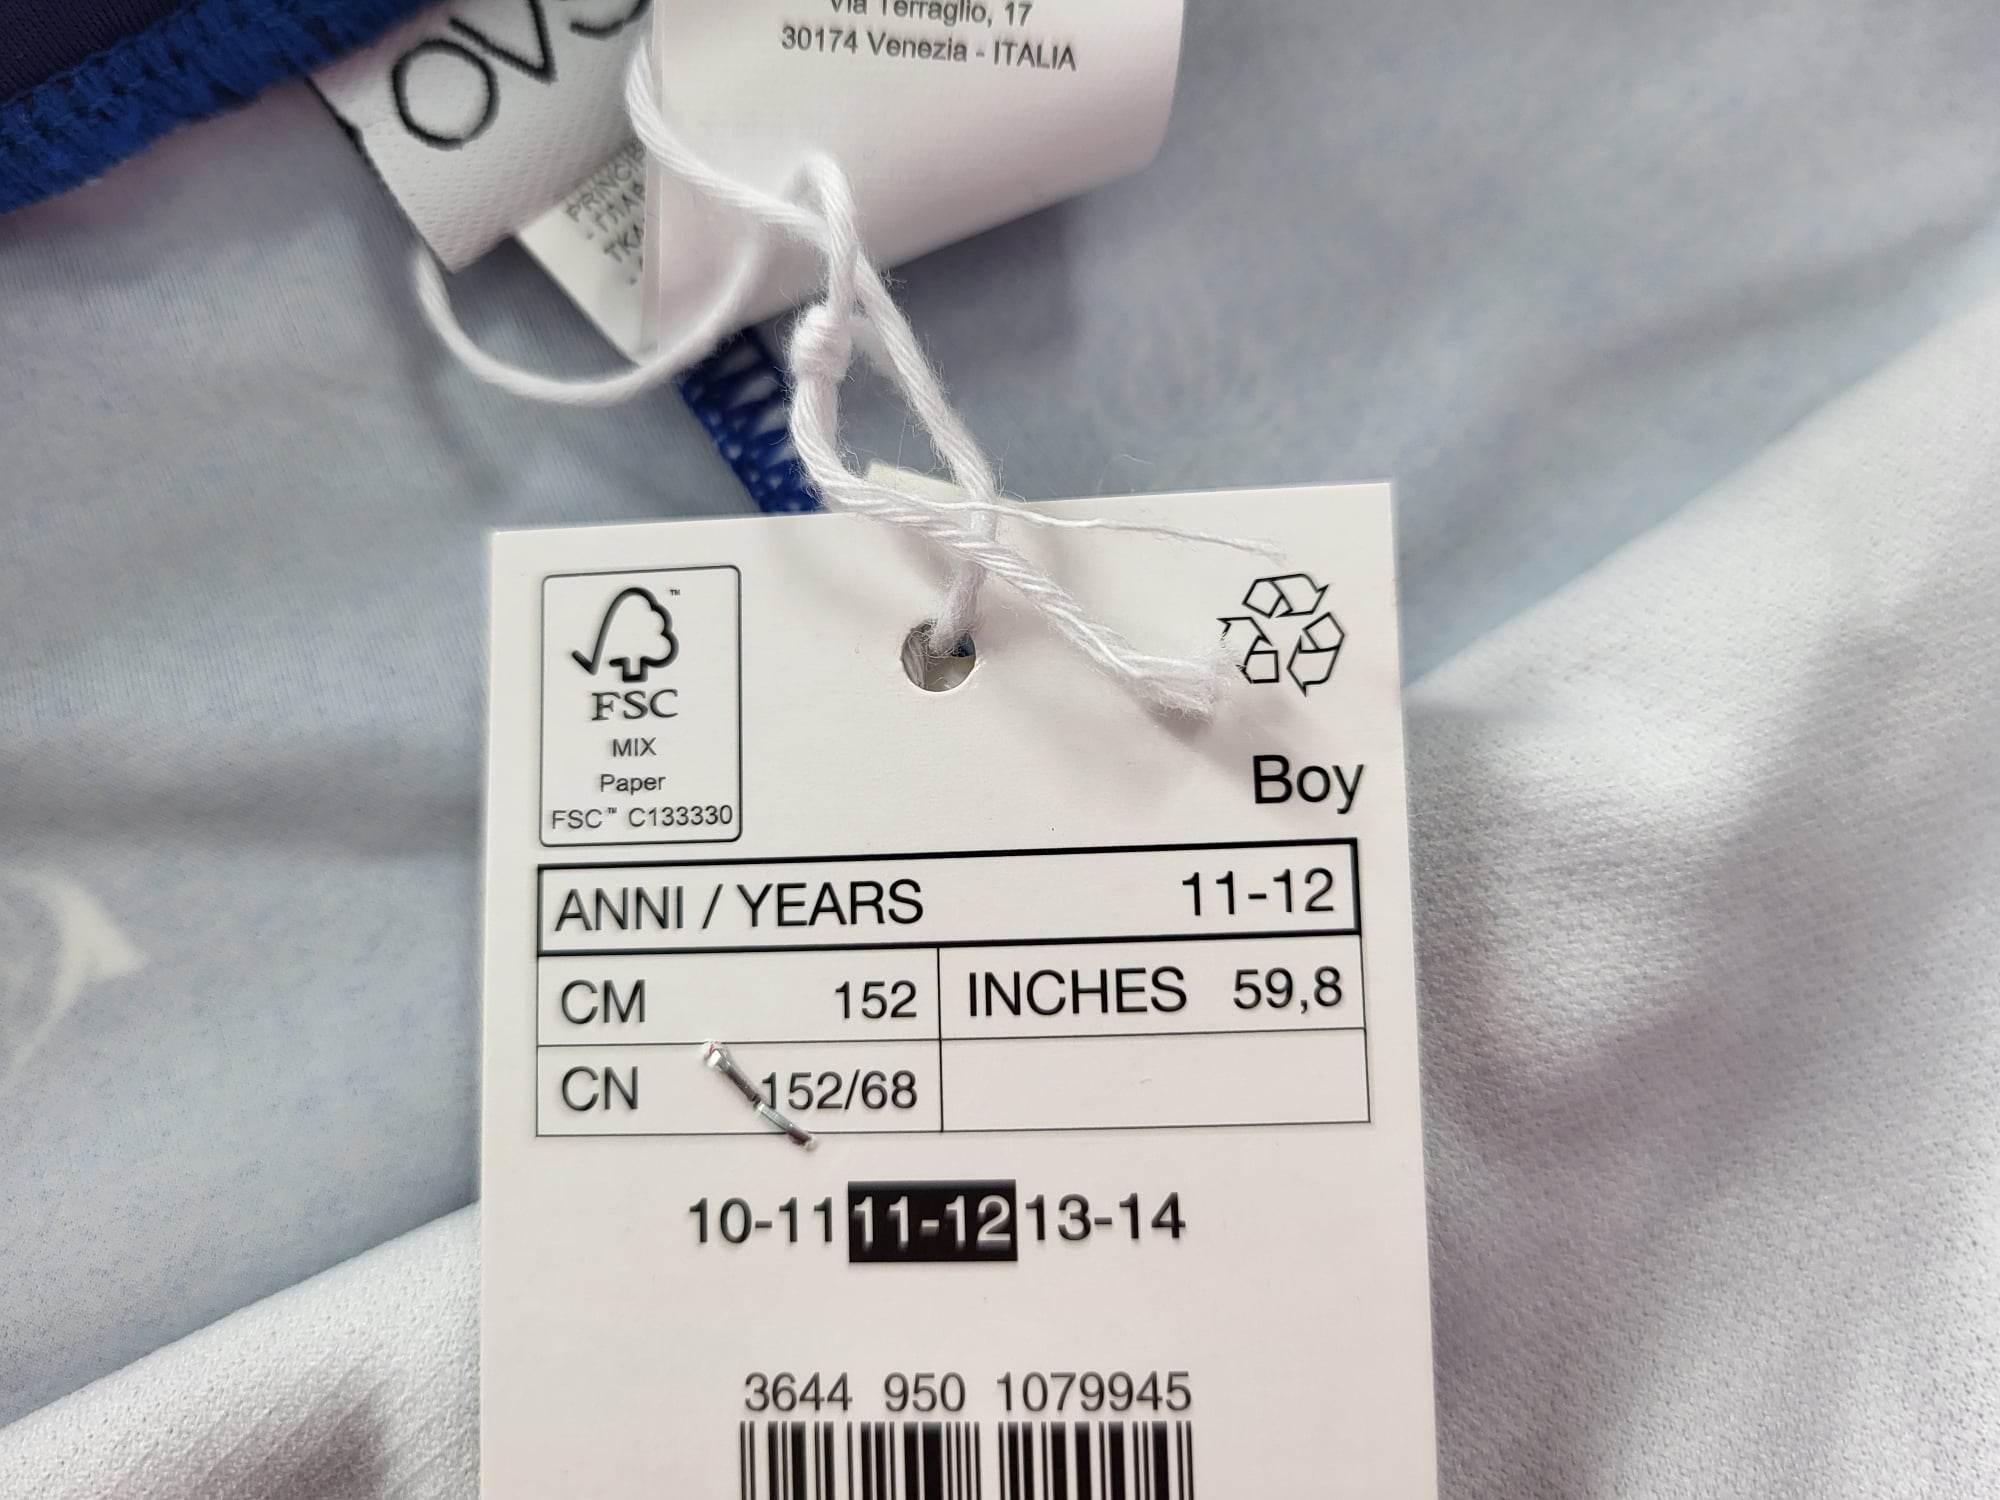 OVS
Via Terraglio, 17
30174 Venezia - ITALIA
FSC
MIX
Paper
FSC™ C133330
Boy
ANNI / YEARS 11-12
CM 152 INCHES 59,8
CN 152/68
10-11 11-12 13-14
3644 950 1079945